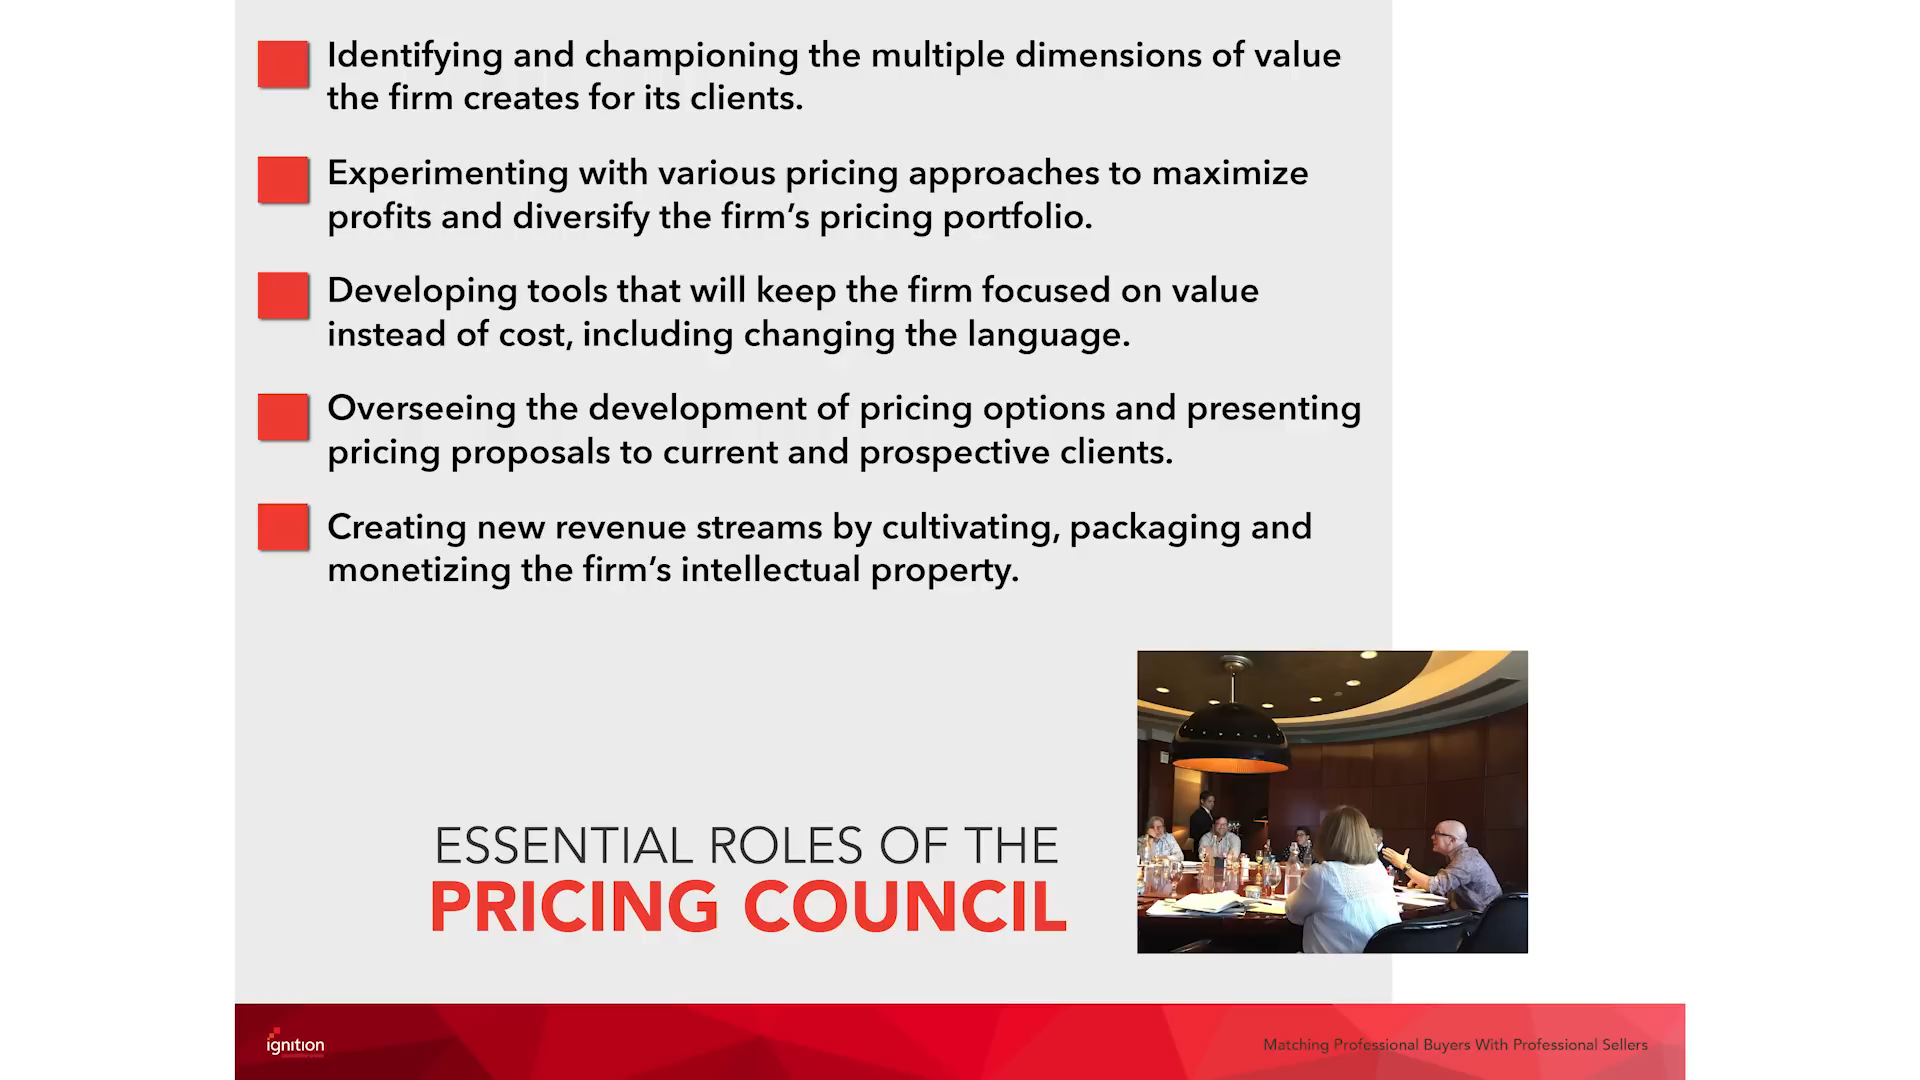 Identifying and championing the multiple dimensions of value
the firm creates for its clients.
Experimenting with various pricing approaches to maximize
profits and diversify the firm’s pricing portfolio.
Developing tools that will keep the firm focused on value
instead of cost, including changing the language.
Overseeing the development of pricing options and presenting
pricing proposals to current and prospective clients.
Creating new revenue streams by cultivating, packaging and
monetizing the firm’s intellectual property.
ESSENTIAL ROLES OF THE
PRICING COUNCIL
ignition
Matching Professional Buyers With Professional Sellers